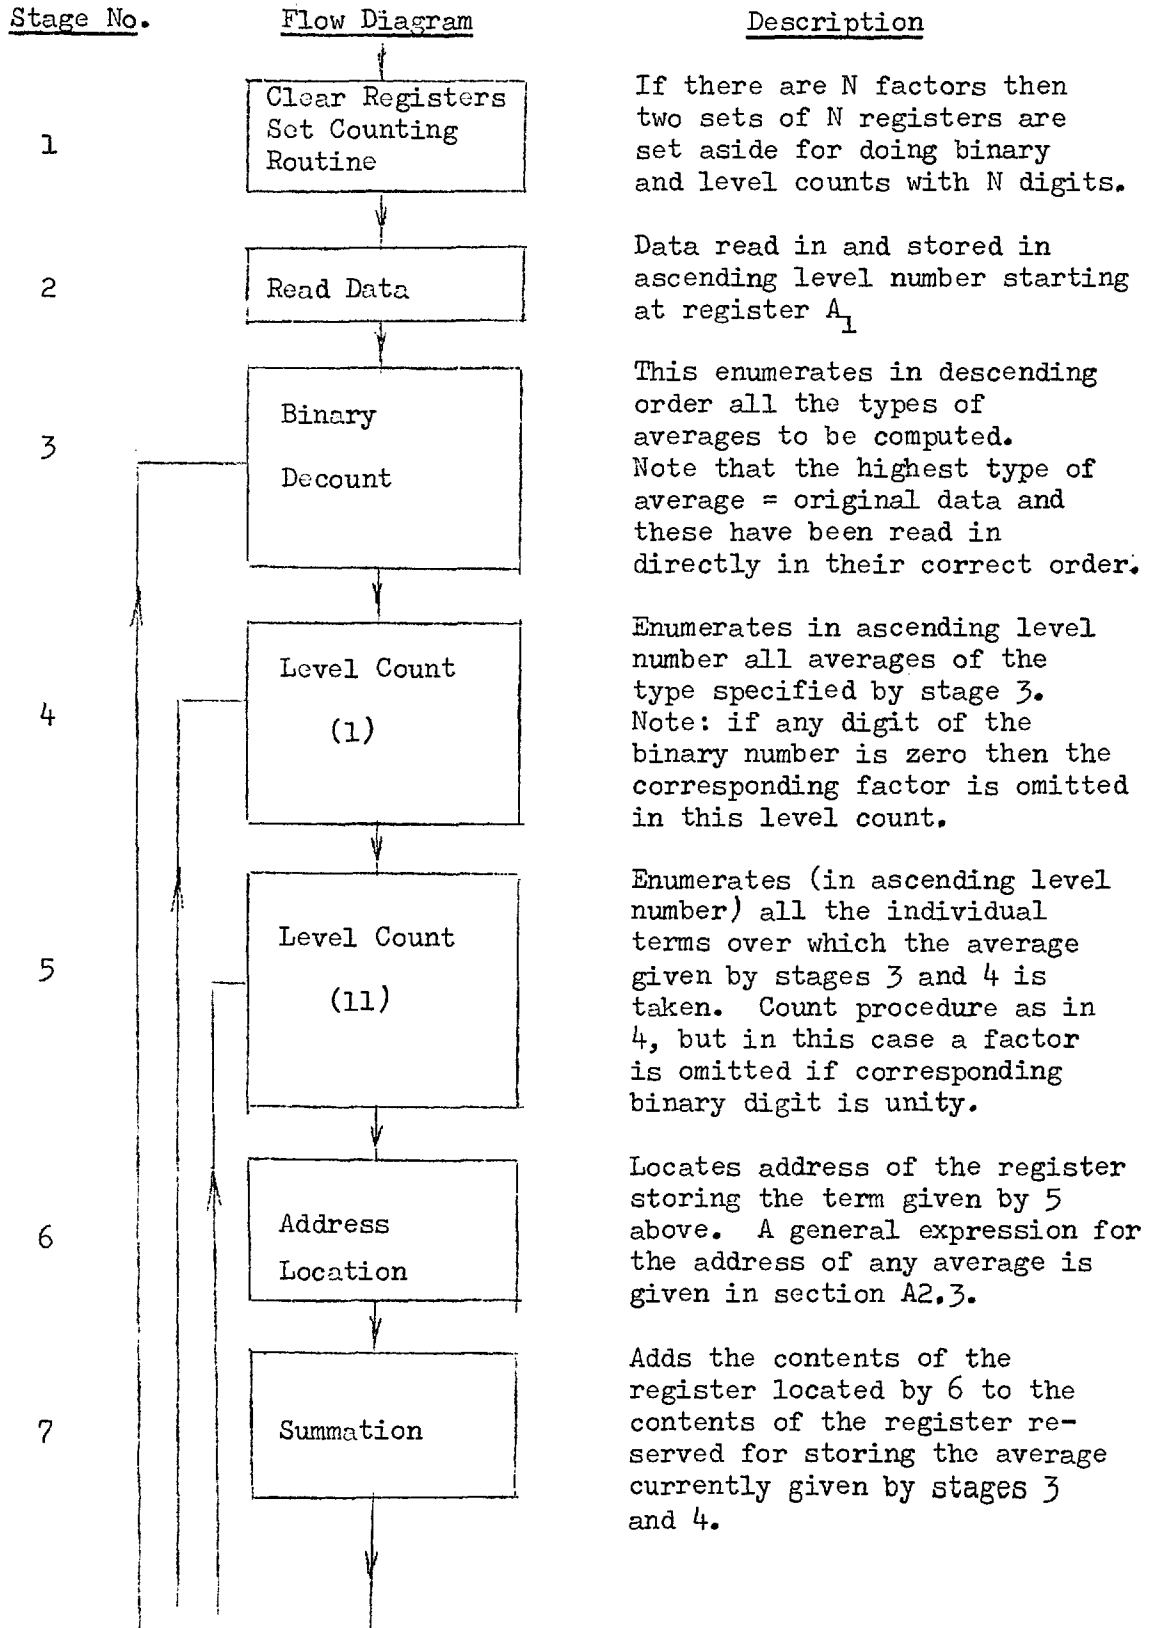 Stage No. Flow Diagram Description
Clear Registers
Set Counting
Routine
1
If there are N factors then
two sets of N registers are
set aside for doing binary
and level counts with N digits.
2
Read Data
Data read in and stored in
ascending level number starting
at register A1
3
Binary
Decount
This enumerates in descending
order all the types of
averages to be computed.
Note that the highest type of
average = original data and
these have been read in
directly in their correct order.
4
Level Count
(1)
Enumerates in ascending level
number all averages of the
type specified by stage 3.
Note: if any digit of the
binary number is zero then the
corresponding factor is omitted
in this level count.
5
Level Count
(11)
Enumerates (in ascending level
number) all the individual
terms over which the average
given by stages 3 and 4 is
taken. Count procedure as in
4, but in this case a factor
is omitted if corresponding
binary digit is unity.
6
Address
Location
Locates address of the register
storing the term given by 5
above. A general expression for
the address of any average is
given in section A2.3.
7
Summation
Adds the contents of the
register located by 6 to the
contents of the register re-
served for storing the average
currently given by stages 3
and 4.